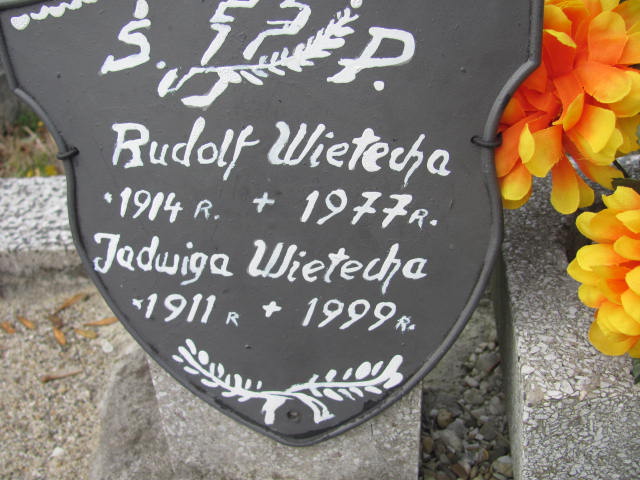 Ś. P.
Rudolf Wietecha
*1914 R. + 1977 R.
Jadwiga Wietecha
*1911 R + 1999 R.